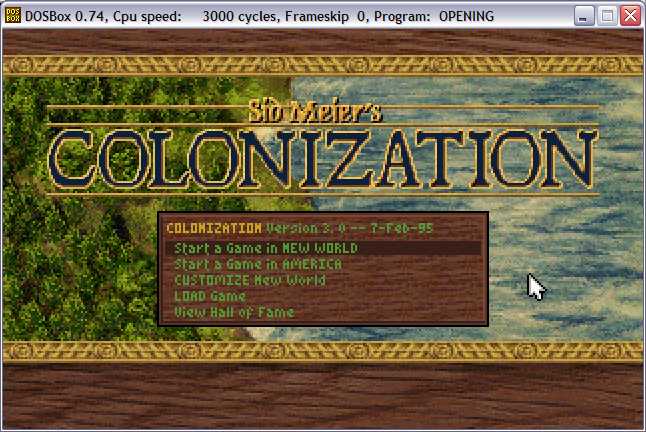 DOSBox 0.74, Cpu speed: 3000 cycles, Frameskip 0, Program: OPENING
DOS BOX
Sid Meier's
COLONIZATION
COLONIZATION Version 3.0 -- 7-Feb-95
Start a Game in NEW WORLD
Start a Game in AMERICA
CUSTOMIZE New World
LOAD Game
View Hall of Fame